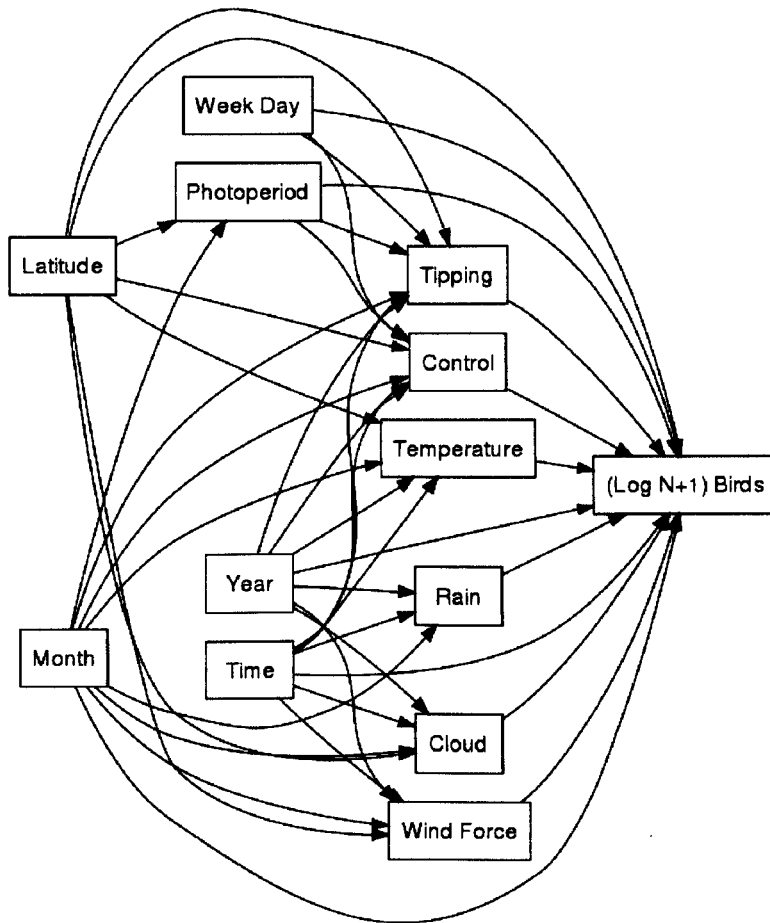 Week Day
Photoperiod
Latitude
Tipping
Control
Temperature
(Log N+1) Birds
Year
Rain
Month
Time
Cloud
Wind Force